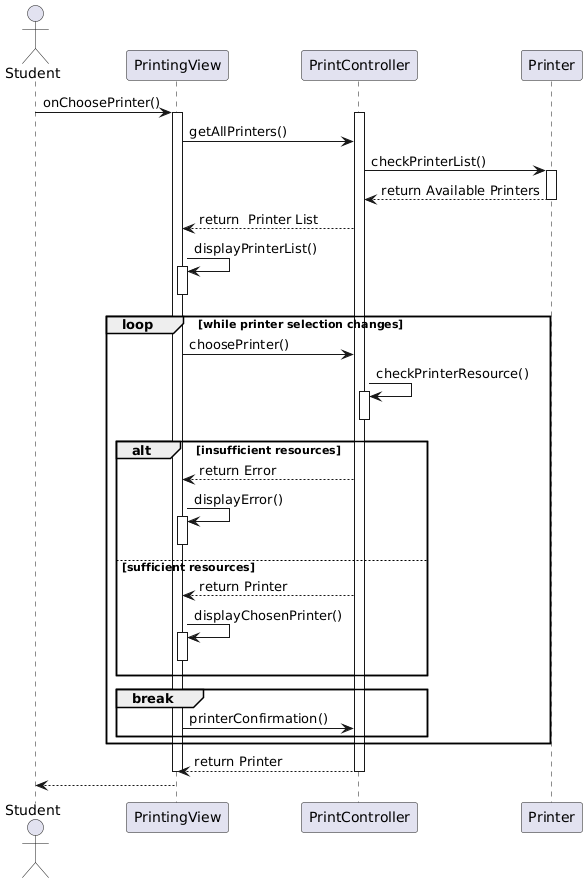 Student
PrintingView
PrintController
Printer
onChoosePrinter()
getAllPrinters()
checkPrinterList()
return Available Printers
return  Printer List
displayPrinterList()
loop [while printer selection changes]
choosePrinter()
checkPrinterResource()
alt [insufficient resources]
return Error
displayError()
[sufficient resources]
return Printer
displayChosenPrinter()
break
printerConfirmation()
return Printer
Student
PrintingView
PrintController
Printer